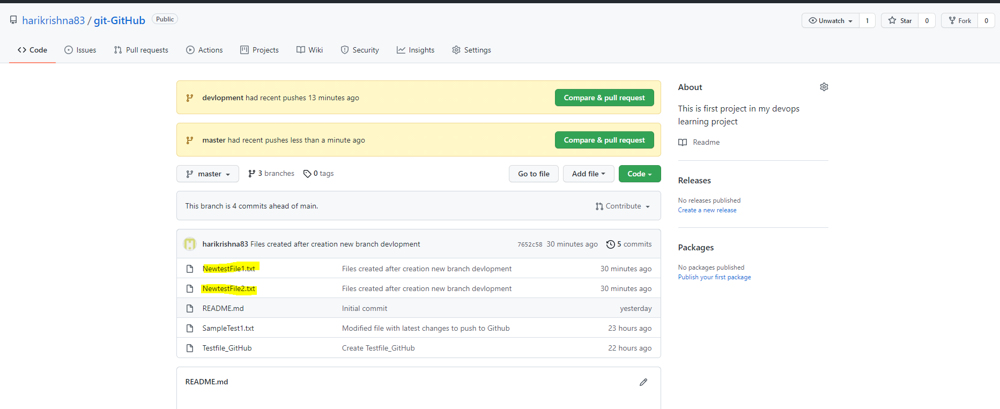 harikrishna83 / git-GitHub Public
Unwatch 1 Star 0 Fork 0
Code Issues Pull requests Actions Projects Wiki Security Insights Settings
devlopment had recent pushes 13 minutes ago Compare & pull request
master had recent pushes less than a minute ago Compare & pull request
master 3 branches 0 tags Go to file Add file Code
This branch is 4 commits ahead of main. Contribute
harikrishna83 Files created after creation new branch devlopment 7652c58 30 minutes ago 5 commits
NewtestFile1.txt Files created after creation new branch devlopment 30 minutes ago
NewtestFile2.txt Files created after creation new branch devlopment 30 minutes ago
README.md Initial commit yesterday
SampleTest1.txt Modified file with latest changes to push to Github 23 hours ago
Testfile_GitHub Create Testfile_GitHub 22 hours ago
README.md
About
This is first project in my devops
learning project
Readme
Releases
No releases published
Create a new release
Packages
No packages published
Publish your first package